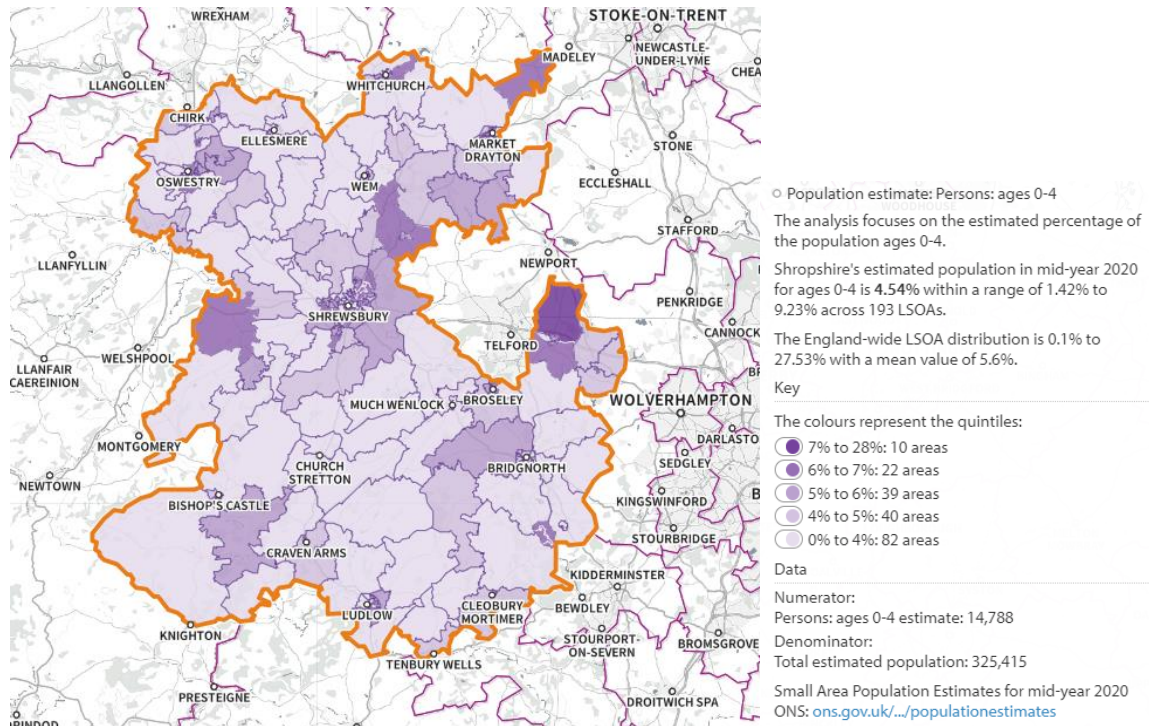 WREXHAM
STOKE-ON-TRENT
MADELEY
NEWCASTLE-
UNDER-LYME
CHEA
LLANGOLLEN
WHITCHURCH
CHIRK
ELLESMERE
MARKET
DRAYTON
STONE
OSWESTRY
WEM
ECCLESHALL
STAFFORD
LLANFYLLIN
NEWPORT
PENKRIDGE
SHREWSBURY
CANNOCK
TELFORD
WELSHPOOL
LLANFAIR
CAEREINION
BR
MUCH WENLOCK
BROSELEY
WOLVERHAMPTON
DARLASTO
MONTGOMERY
SEDGLEY
BRIDGNORTH
CHURCH
STRETTON
NEWTOWN
KINGSWINFORD
B
BISHOP'S CASTLE
STOURBRIDGE
CRAVEN ARMS
KIDDERMINSTER
CLEOBURY
MORTIMER
BEWDLEY
LUDLOW
KNIGHTON
STOURPORT-
ON-SEVERN
BROMSGROVE
TENBURY WELLS
PRESTEIGNE
DROITWICH SPA
RINDOD
Population estimate: Persons: ages 0-4
The analysis focuses on the estimated percentage of
the population ages 0-4.
Shropshire's estimated population in mid-year 2020
for ages 0-4 is 4.54% within a range of 1.42% to
9.23% across 193 LSOAs.
The England-wide LSOA distribution is 0.1% to
27.53% with a mean value of 5.6%.
Key
The colours represent the quintiles:
7% to 28%: 10 areas
6% to 7%: 22 areas
5% to 6%: 39 areas
4% to 5%: 40 areas
0% to 4%: 82 areas
Data
Numerator:
Persons: ages 0-4 estimate: 14,788
Denominator:
Total estimated population: 325,415
Small Area Population Estimates for mid-year 2020
ONS: ons.gov.uk/.../populationestimates